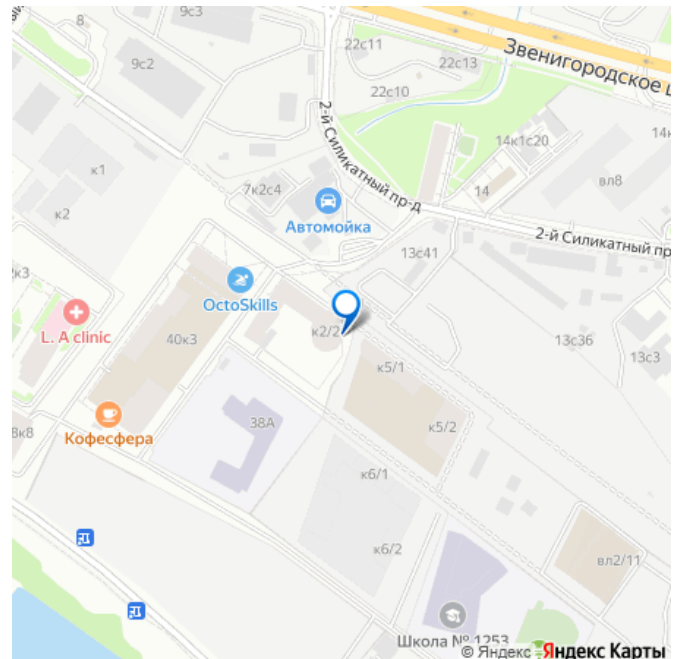 9с3
8
9с2
22с11
22с13
22с10
Звенигородское
2-й Силикатный пр-д
14к1с20
14к
к1
7к2с4
14
вл8
к2
Автомойка
2-й Силикатный пр
13с41
2к3
OctoSkills
L. A clinic
к2/2
40к3
13с36
13с3
к5/1
Кофесфера
38А
к5/2
8к8
к6/1
к6/2
вл2/11
Школа № 1253
© Яндекс Яндекс Карты